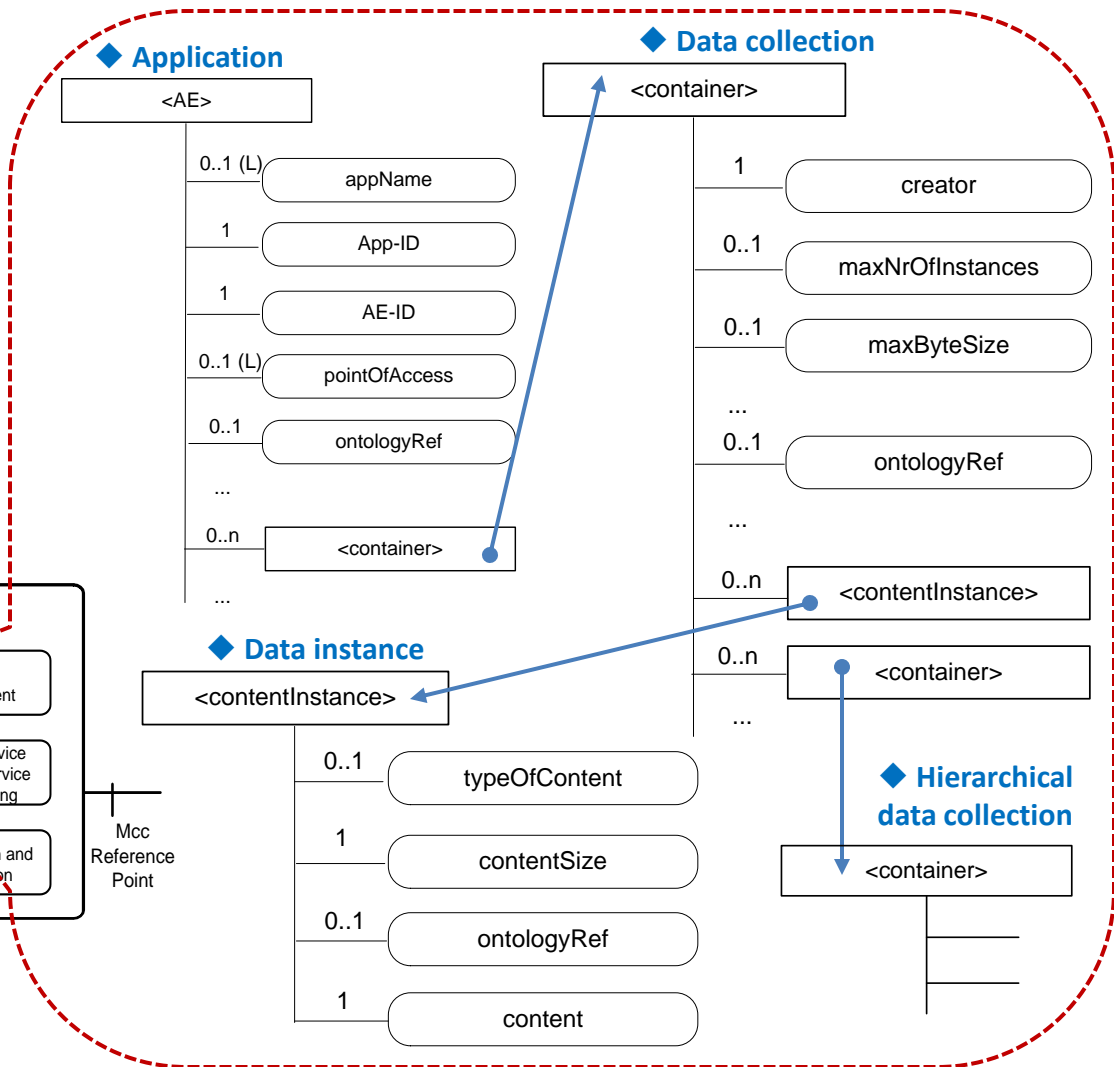 ◆ Application
<AE>
0..1 (L)
appName
1
App-ID
1
AE-ID
0..1 (L)
pointOfAccess
0..1
ontologyRef
...
0..n
<container>
...
◆ Data collection
<container>
1
creator
0..1
maxNrOfInstances
0..1
maxByteSize
...
0..1
ontologyRef
...
0..n
<contentInstance>
0..n
<container>
...
◆ Data instance
<contentInstance>
0..1
typeOfContent
1
contentSize
0..1
ontologyRef
1
content
◆ Hierarchical
data collection
<container>
Mcc
Reference
Point
and